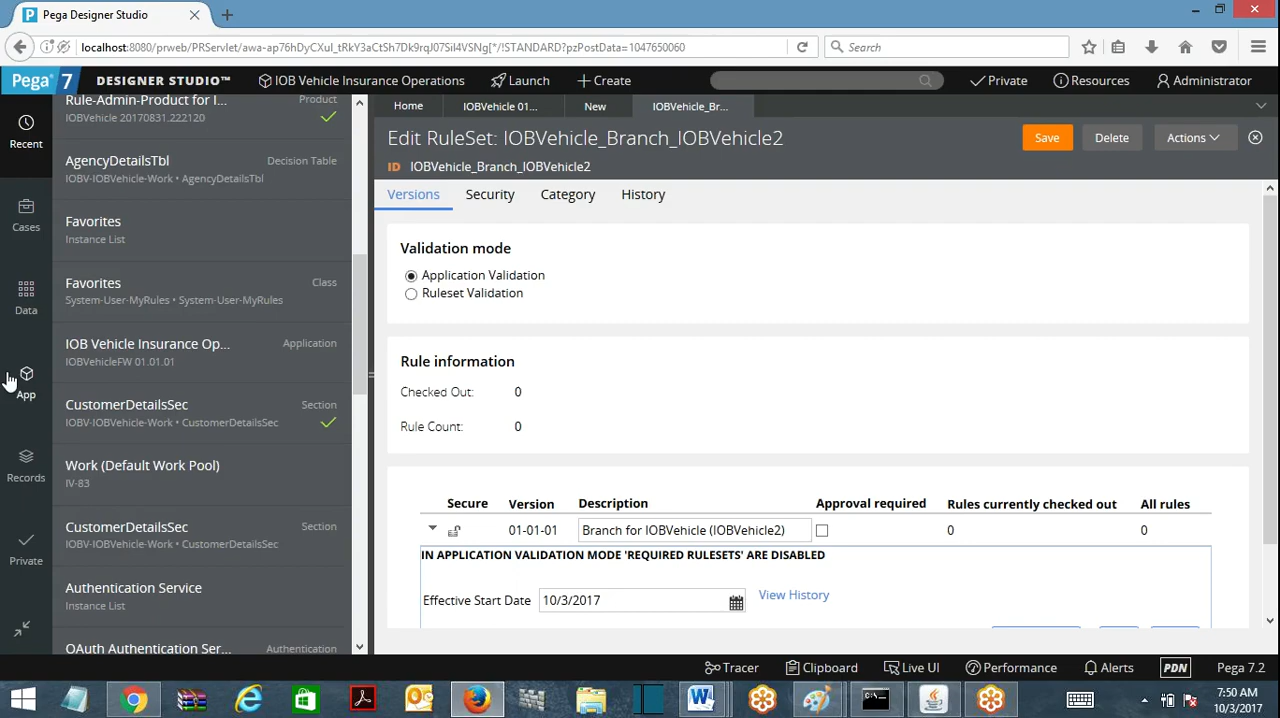 Pega Designer Studio
localhost:8080/prweb/PRServlet/awa-ap76hDyCXuI_tRkY3aCtSh7Dk9rqJ07Sil4VSNg[*/!STANDARD?pzPostData=1047650060
Search
Pega 7 DESIGNER STUDIO™ IOB Vehicle Insurance Operations Launch Create Private Resources Administrator
Recent
Cases
Data
App
Records
Private
Rule-Admin-Product for I... Product
IOBVehicle 20170831.222120
AgencyDetailsTbl Decision Table
IOBV-IOBVehicle-Work • AgencyDetailsTbl
Favorites
Instance List
Favorites Class
System-User-MyRules • System-User-MyRules
IOB Vehicle Insurance Op... Application
IOBVehicleFW 01.01.01
CustomerDetailsSec Section
IOBV-IOBVehicle-Work • CustomerDetailsSec
Work (Default Work Pool)
IV-83
CustomerDetailsSec Section
IOBV-IOBVehicle-Work • CustomerDetailsSec
Authentication Service
Instance List
OAuth Authentication Ser... Authentication
Home IOBVehicle 01... New IOBVehicle_Br...
Edit RuleSet: IOBVehicle_Branch_IOBVehicle2
Save Delete Actions
ID IOBVehicle_Branch_IOBVehicle2
Versions Security Category History
Validation mode
Application Validation
Ruleset Validation
Rule information
Checked Out: 0
Rule Count: 0
Secure Version Description Approval required Rules currently checked out All rules
01-01-01 Branch for IOBVehicle (IOBVehicle2) 0 0
IN APPLICATION VALIDATION MODE 'REQUIRED RULESETS' ARE DISABLED
Effective Start Date 10/3/2017 View History
Tracer Clipboard Live UI Performance Alerts PDN Pega 7.2
7:50 AM
10/3/2017